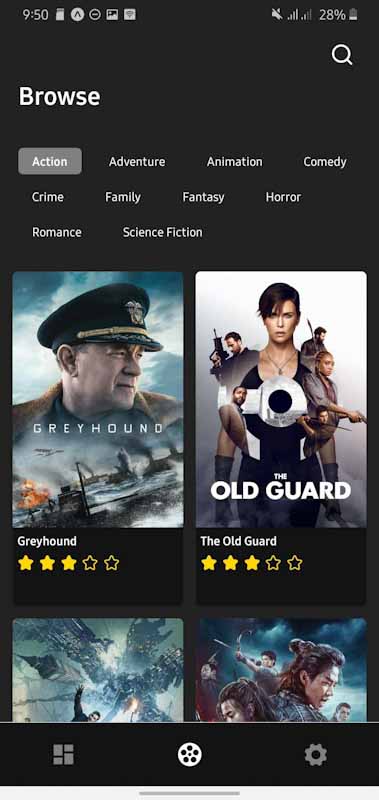 9:50 28%
Browse
Action Adventure Animation Comedy
Crime Family Fantasy Horror
Romance Science Fiction
GREYHOUND
THE
OLD GUARD
Greyhound The Old Guard